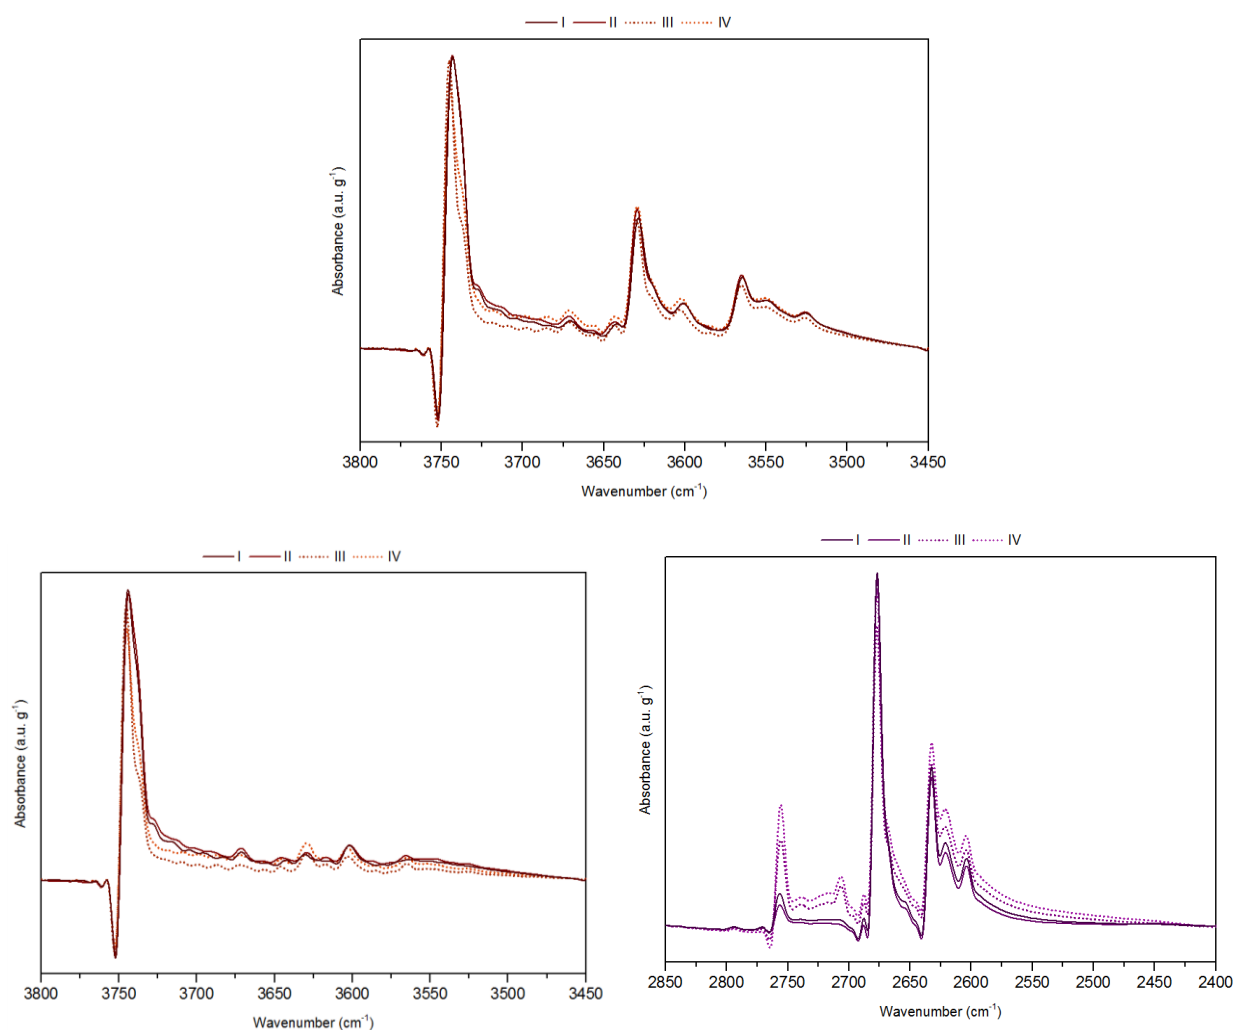 I II III IV
Absorbance (a.u. g⁻¹)
3800 3750 3700 3650 3600 3550 3500 3450
Wavenumber (cm⁻¹)
I II III IV
Absorbance (a.u. g⁻¹)
3800 3750 3700 3650 3600 3550 3500 3450
Wavenumber (cm⁻¹)
I II III IV
Absorbance (a.u. g⁻¹)
2850 2800 2750 2700 2650 2600 2550 2500 2450 2400
Wavenumber (cm⁻¹)